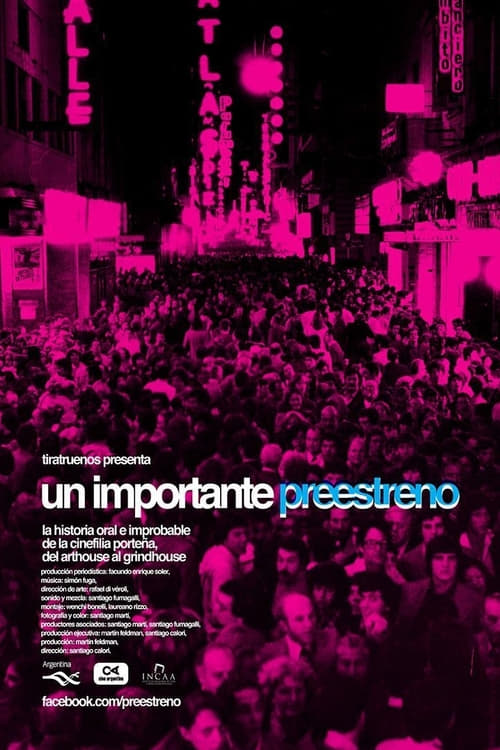 ALLE
ATLAS
tiratruenos presenta
un importante preestreno
la historia oral e improbable
de la cinefilia porteña,
del arthouse al grindhouse
producción periodística: facundo enrique soler,
música: simón fuga,
dirección de arte: rafael di véroli,
sonido y mezcla: santiago fumagalli,
montaje: wenchi bonelli, laureano rizzo,
fotografía y color: santiago martí,
productores asociados: santiago martí, santiago fumagalli,
producción ejecutiva: martín feldman, santiago calori,
producción: martín feldman,
dirección: santiago calori,
Argentina
cine argentino
INCAA
facebook.com/preestreno